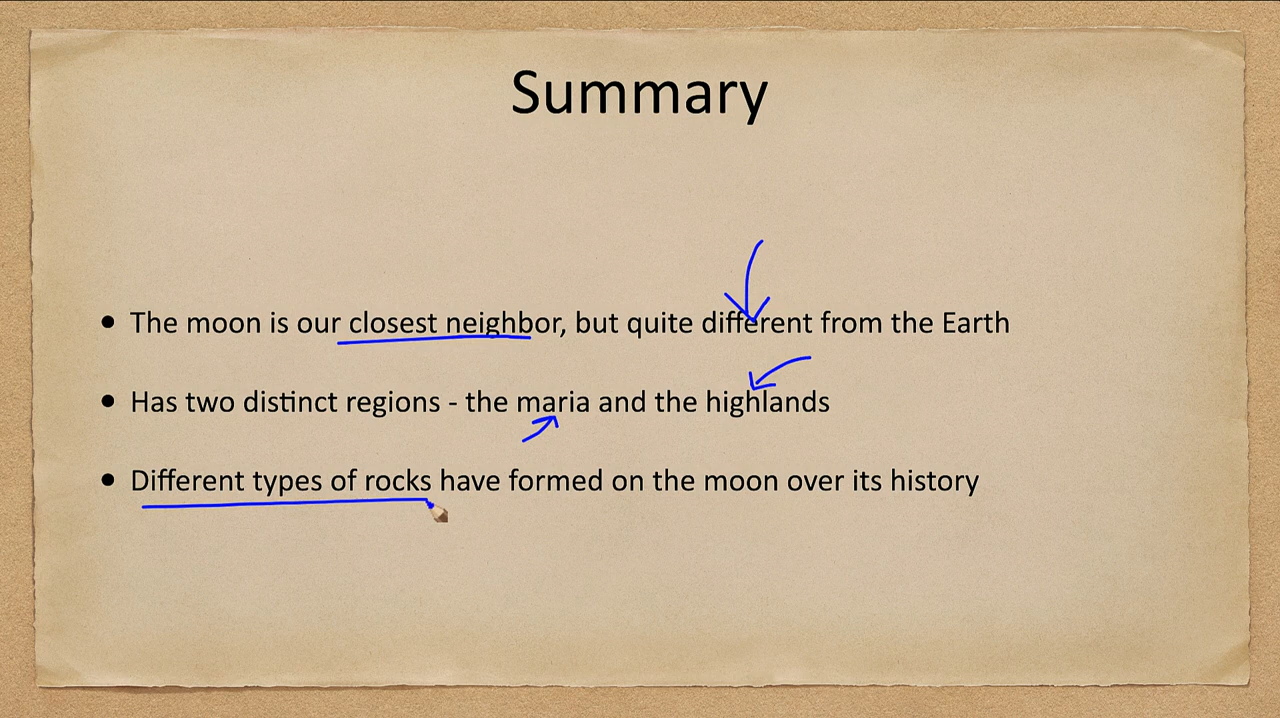 Summary
• The moon is our closest neighbor, but quite different from the Earth
• Has two distinct regions - the maria and the highlands
• Different types of rocks have formed on the moon over its history